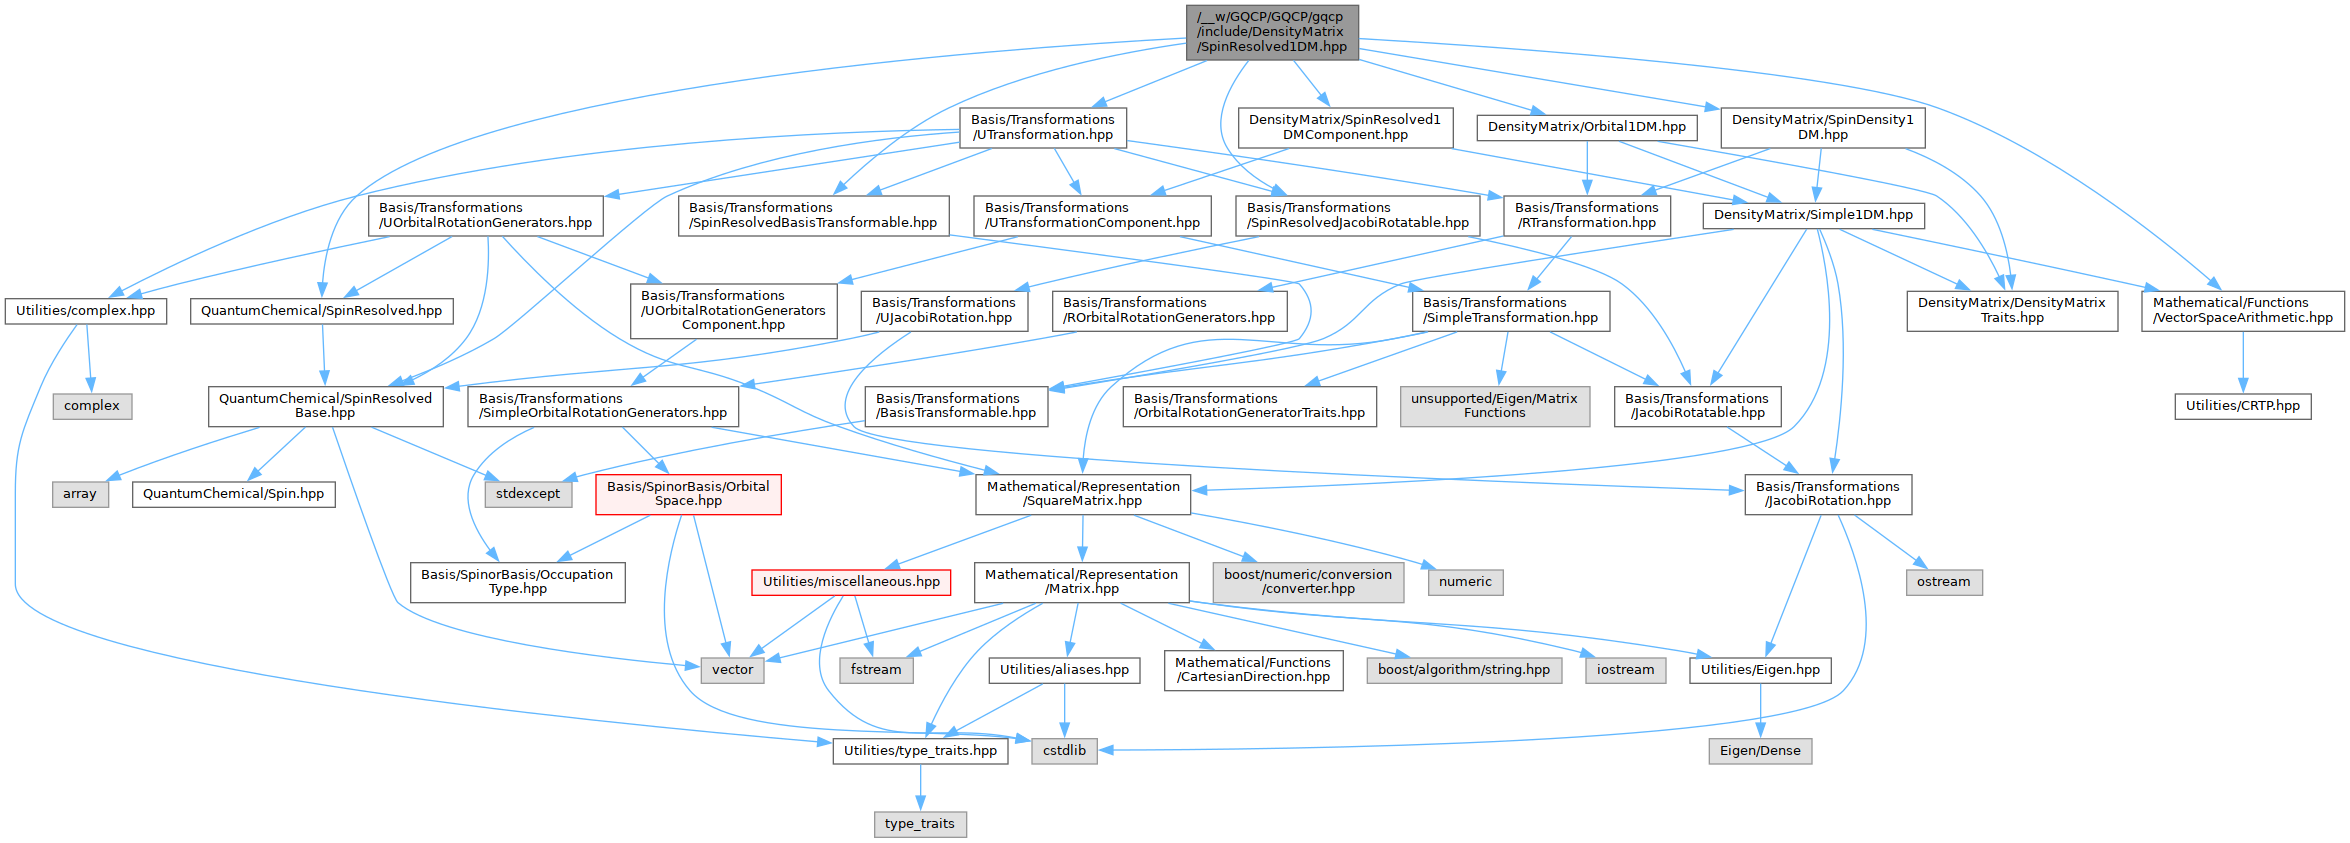 /__w/GQCP/GQCP/gqcp
/include/DensityMatrix
/SpinResolved1DM.hpp
Basis/Transformations
/UTransformation.hpp
DensityMatrix/SpinResolved1
DMComponent.hpp
DensityMatrix/Orbital1DM.hpp
DensityMatrix/SpinDensity1
DM.hpp
Basis/Transformations
/UOrbitalRotationGenerators.hpp
Basis/Transformations
/SpinResolvedBasisTransformable.hpp
Basis/Transformations
/UTransformationComponent.hpp
Basis/Transformations
/SpinResolvedJacobiRotatable.hpp
Basis/Transformations
/RTransformation.hpp
DensityMatrix/Simple1DM.hpp
Utilities/complex.hpp
QuantumChemical/SpinResolved.hpp
Basis/Transformations
/UOrbitalRotationGenerators
Component.hpp
Basis/Transformations
/UJacobiRotation.hpp
Basis/Transformations
/ROrbitalRotationGenerators.hpp
Basis/Transformations
/SimpleTransformation.hpp
DensityMatrix/DensityMatrix
Traits.hpp
Mathematical/Functions
/VectorSpaceArithmetic.hpp
complex
QuantumChemical/SpinResolved
Base.hpp
Basis/Transformations
/SimpleOrbitalRotationGenerators.hpp
Basis/Transformations
/BasisTransformable.hpp
Basis/Transformations
/OrbitalRotationGeneratorTraits.hpp
unsupported/Eigen/Matrix
Functions
Basis/Transformations
/JacobiRotatable.hpp
Utilities/CRTP.hpp
array
QuantumChemical/Spin.hpp
stdexcept
Basis/SpinorBasis/Orbital
Space.hpp
Mathematical/Representation
/SquareMatrix.hpp
Basis/Transformations
/JacobiRotation.hpp
Basis/SpinorBasis/Occupation
Type.hpp
Utilities/miscellaneous.hpp
Mathematical/Representation
/Matrix.hpp
boost/numeric/conversion
/converter.hpp
numeric
ostream
vector
fstream
Utilities/aliases.hpp
Mathematical/Functions
/CartesianDirection.hpp
boost/algorithm/string.hpp
iostream
Utilities/Eigen.hpp
Utilities/type_traits.hpp
cstdlib
Eigen/Dense
type_traits